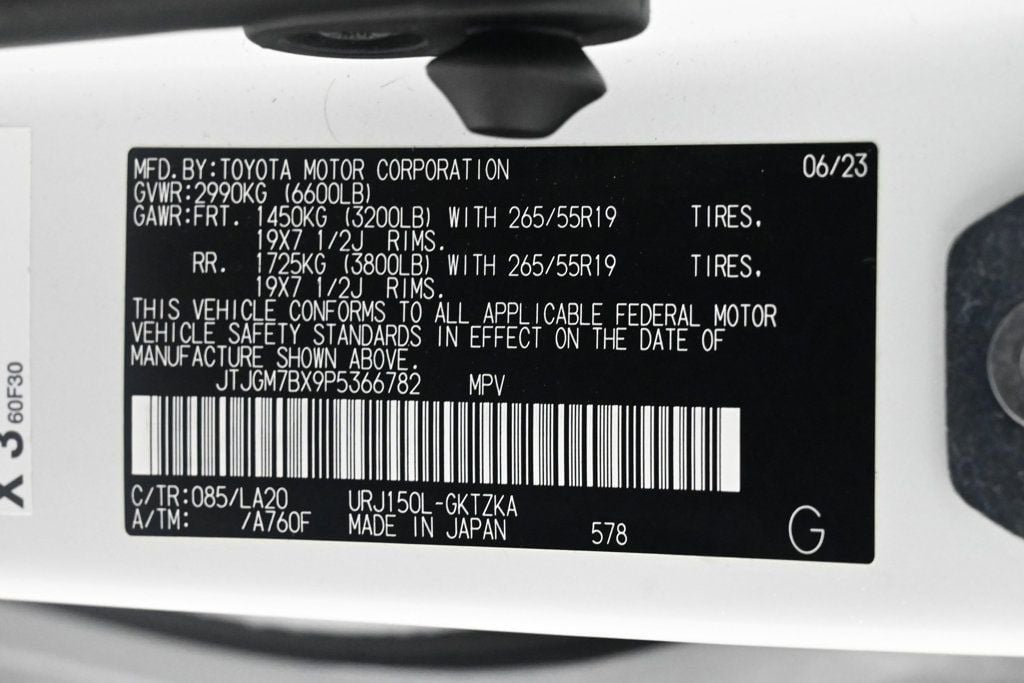 MFD.BY:TOYOTA MOTOR CORPORATION 06/23
GVWR:2990KG (6600LB)
GAWR:FRT. 1450KG (3200LB) WITH 265/55R19 TIRES.
19X7 1/2J RIMS.
RR. 1725KG (3800LB) WITH 265/55R19 TIRES.
19X7 1/2J RIMS.
THIS VEHICLE CONFORMS TO ALL APPLICABLE FEDERAL MOTOR
VEHICLE SAFETY STANDARDS IN EFFECT ON THE DATE OF
MANUFACTURE SHOWN ABOVE.
JTJGM7BX9P5366782 MPV
C/TR:085/LA20 URJ150L-GKTZKA
A/TM: /A760F MADE IN JAPAN 578 G
X 3
60F30